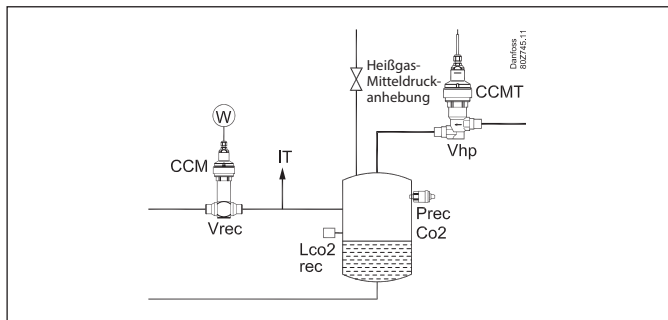 Danfoss
80Z745.11
Heißgas-
Mitteldruck-
anhebung
CCMT
W
CCM
IT
Vhp
Vrec
Prec
Co2
Lco2
rec